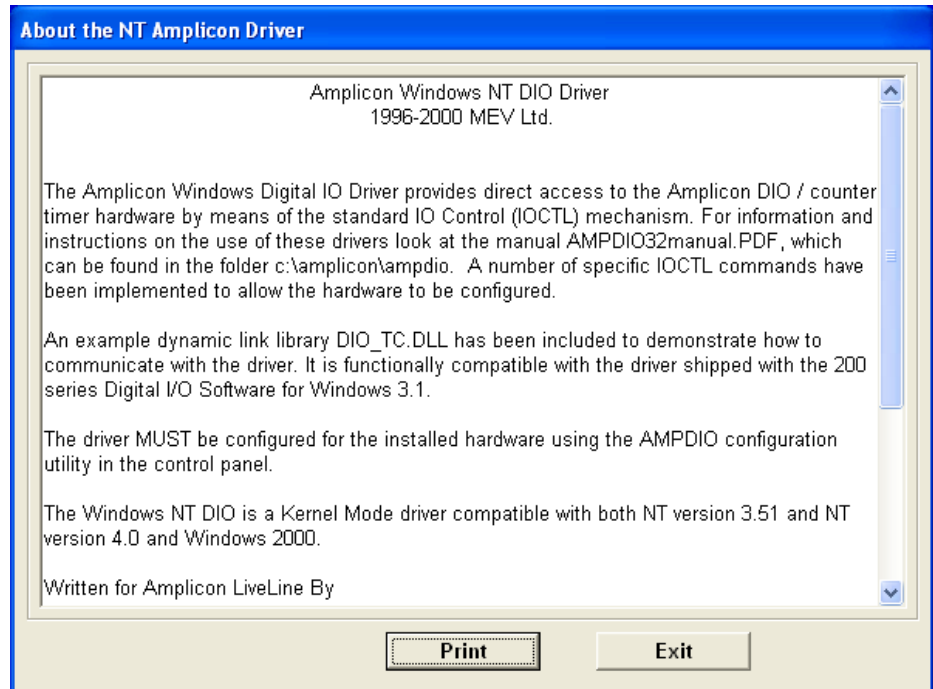 About the NT Amplicon Driver
Amplicon Windows NT DIO Driver
1996-2000 MEV Ltd.
The Amplicon Windows Digital IO Driver provides direct access to the Amplicon DIO / counter
timer hardware by means of the standard IO Control (IOCTL) mechanism. For information and
instructions on the use of these drivers look at the manual AMPDIO32manual.PDF, which
can be found in the folder c:\amplicon\ampdio.  A number of specific IOCTL commands have
been implemented to allow the hardware to be configured.
An example dynamic link library DIO_TC.DLL has been included to demonstrate how to
communicate with the driver. It is functionally compatible with the driver shipped with the 200
series Digital I/O Software for Windows 3.1.
The driver MUST be configured for the installed hardware using the AMPDIO configuration
utility in the control panel.
The Windows NT DIO is a Kernel Mode driver compatible with both NT version 3.51 and NT
version 4.0 and Windows 2000.
Written for Amplicon LiveLine By
Print
Exit